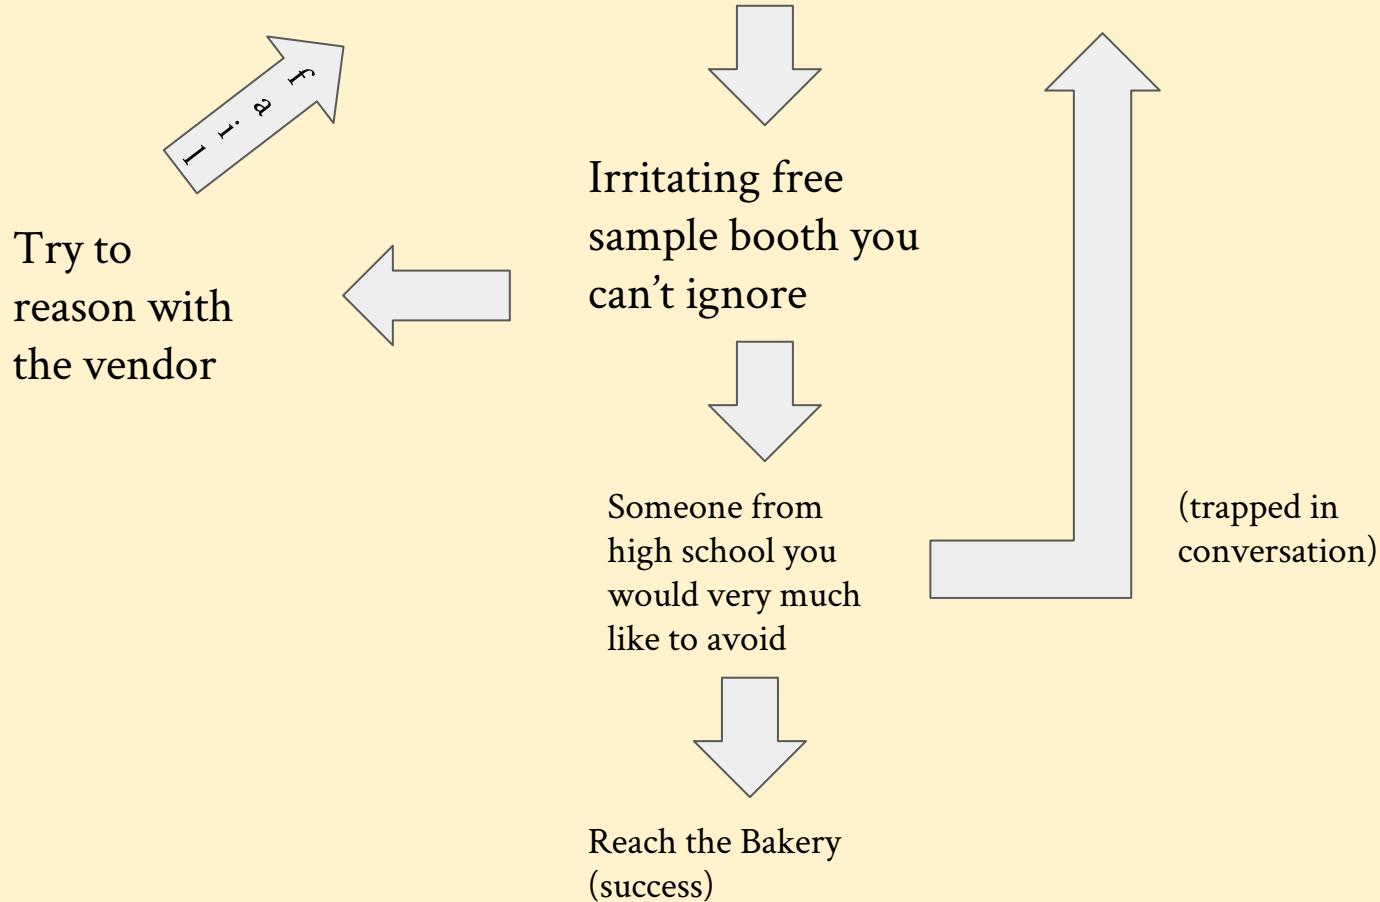 f
a
i
l
Irritating free
sample booth you
can’t ignore
Try to
reason with
the vendor
Someone from
high school you
would very much
like to avoid
(trapped in
conversation)
Reach the Bakery
(success)